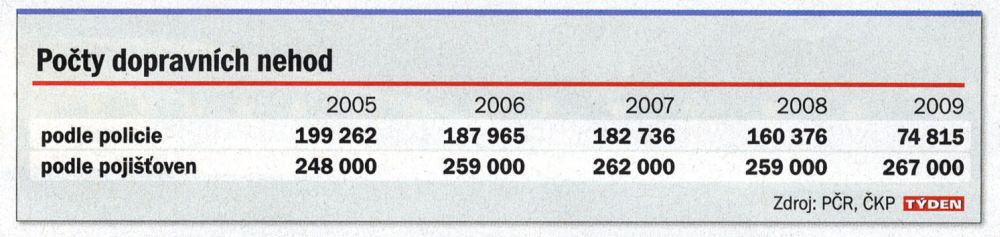 Počty dopravních nehod
2005 2006 2007 2008 2009
podle policie 199 262 187 965 182 736 160 376 74 815
podle pojišťoven 248 000 259 000 262 000 259 000 267 000
Zdroj: PČR, ČKP TÝDEN